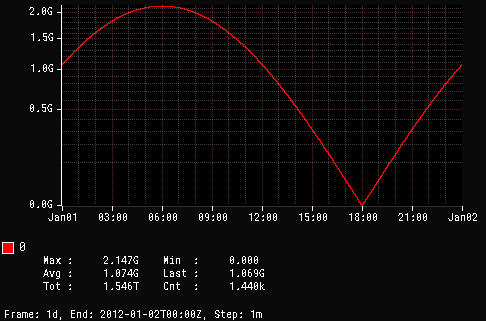 2.0G
1.5G
1.0G
0.5G
0.0G
Jan01 03:00 06:00 09:00 12:00 15:00 18:00 21:00 Jan02
0
Max : 2.147G Min : 0.000
Avg : 1.074G Last : 1.069G
Tot : 1.546T Cnt : 1.440k
Frame: 1d, End: 2012-01-02T00:00Z, Step: 1m